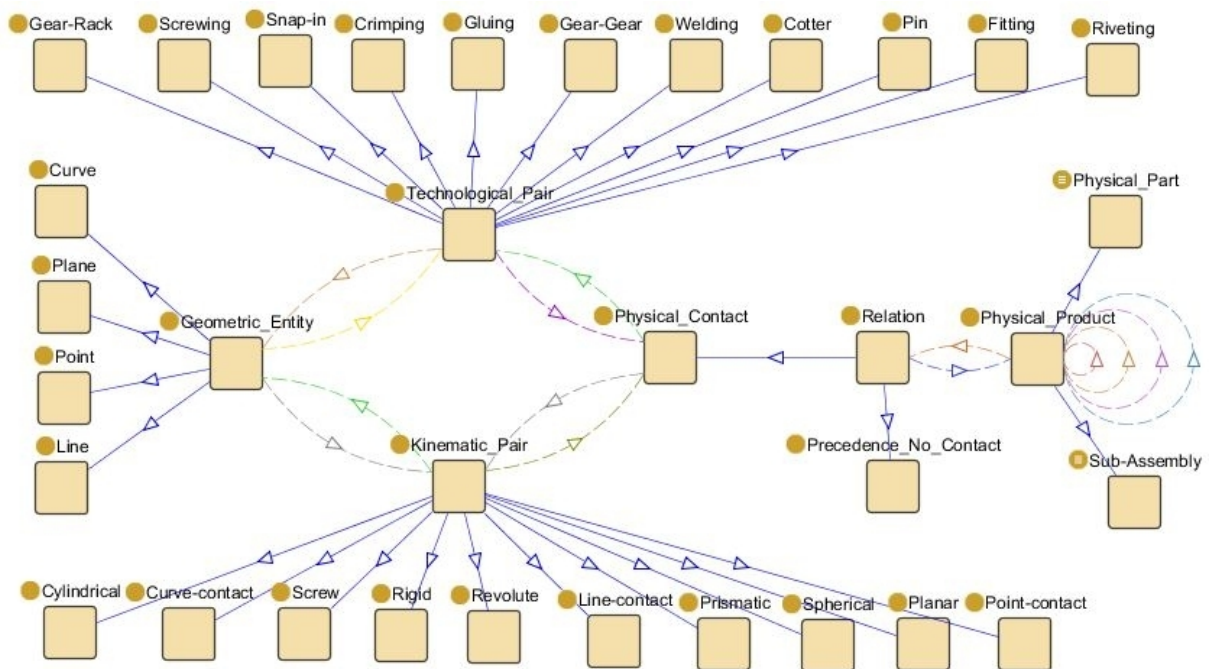 Gear-Rack
Screwing
Snap-in
Crimping
Gluing
Gear-Gear
Welding
Cotter
Pin
Fitting
Riveting
Curve
Technological_Pair
Physical_Part
Plane
Geometric_Entity
Physical_Contact
Relation
Physical_Product
Point
Line
Kinematic_Pair
Precedence_No_Contact
Sub-Assembly
Cylindrical
Curve-contact
Screw
Rigid
Revolute
Line-contact
Prismatic
Spherical
Planar
Point-contact